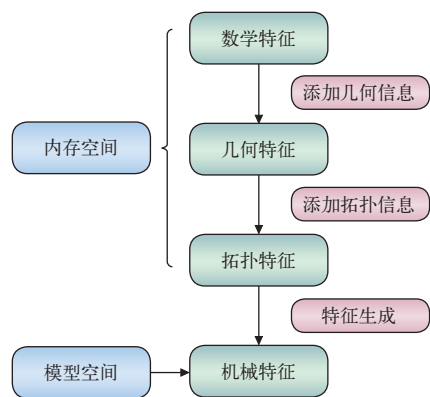 数学特征
添加几何信息
内存空间
几何特征
添加拓扑信息
拓扑特征
特征生成
模型空间
机械特征